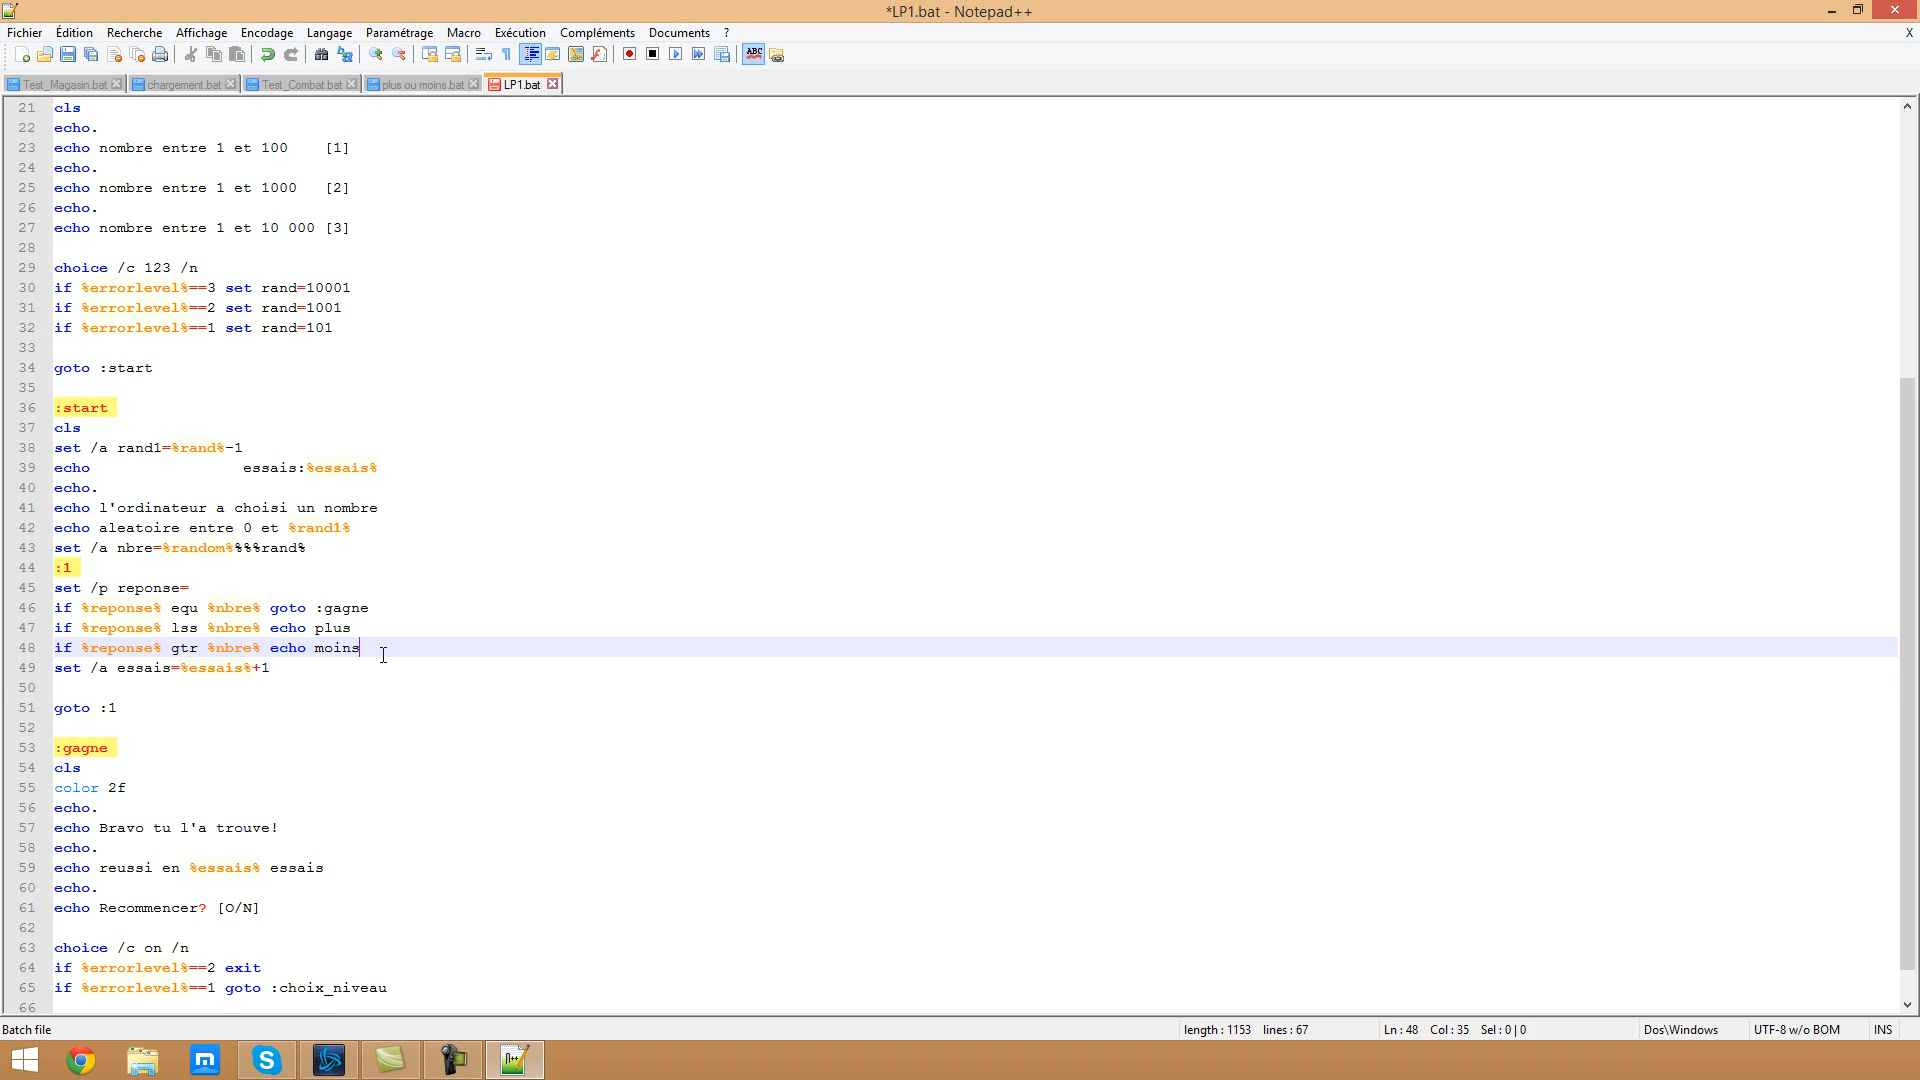 *LP1.bat - Notepad++
Fichier Édition Recherche Affichage Encodage Langage Paramétrage Macro Exécution Compléments Documents ? X
ABC
Test_Magasin.bat chargement.bat Test_Combat.bat plus ou moins.bat LP1.bat
21 cls
22 echo.
23 echo nombre entre 1 et 100    [1]
24 echo.
25 echo nombre entre 1 et 1000   [2]
26 echo.
27 echo nombre entre 1 et 10 000 [3]
28
29 choice /c 123 /n
30 if %errorlevel%==3 set rand=10001
31 if %errorlevel%==2 set rand=1001
32 if %errorlevel%==1 set rand=101
33
34 goto :start
35
36 :start
37 cls
38 set /a rand1=%rand%-1
39 echo                 essais:%essais%
40 echo.
41 echo l'ordinateur a choisi un nombre
42 echo aleatoire entre 0 et %rand1%
43 set /a nbre=%random%%%%rand%
44 :1
45 set /p reponse=
46 if %reponse% equ %nbre% goto :gagne
47 if %reponse% lss %nbre% echo plus
48 if %reponse% gtr %nbre% echo moins
49 set /a essais=%essais%+1
50
51 goto :1
52
53 :gagne
54 cls
55 color 2f
56 echo.
57 echo Bravo tu l'a trouve!
58 echo.
59 echo reussi en %essais% essais
60 echo.
61 echo Recommencer? [O/N]
62
63 choice /c on /n
64 if %errorlevel%==2 exit
65 if %errorlevel%==1 goto :choix_niveau
66
Batch file length : 1153 lines : 67 Ln : 48 Col : 35 Sel : 0 | 0 Dos\Windows UTF-8 w/o BOM INS